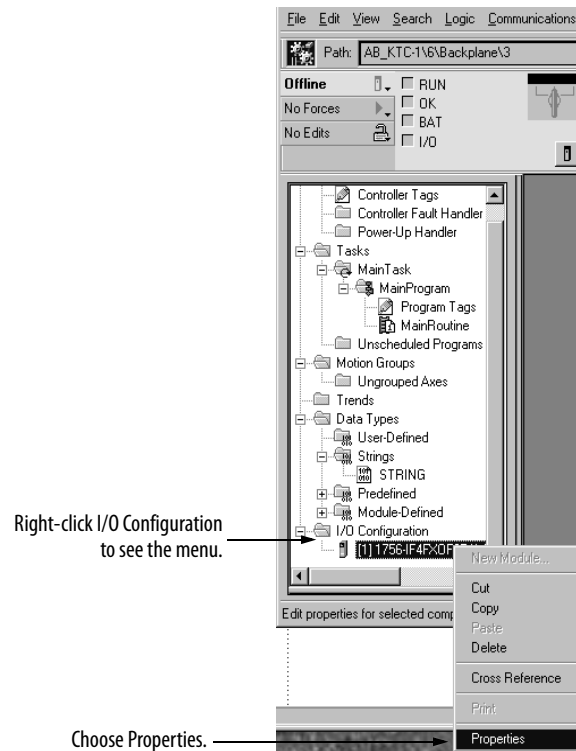 File Edit View Search Logic Communications
Path: AB_KTC-1\6\Backplane\3
Offline
RUN
No Forces
OK
No Edits
BAT
I/O
Controller Tags
Controller Fault Handler
Power-Up Handler
Tasks
MainTask
MainProgram
Program Tags
MainRoutine
Unscheduled Programs
Motion Groups
Ungrouped Axes
Trends
Data Types
User-Defined
Strings
STRING
Predefined
Module-Defined
Right-click I/O Configuration
to see the menu.
I/O Configuration
[1] 1756-IF4FXOF
New Module...
Cut
Copy
Paste
Delete
Cross Reference
Print
Properties
Edit properties for selected comp
Choose Properties.